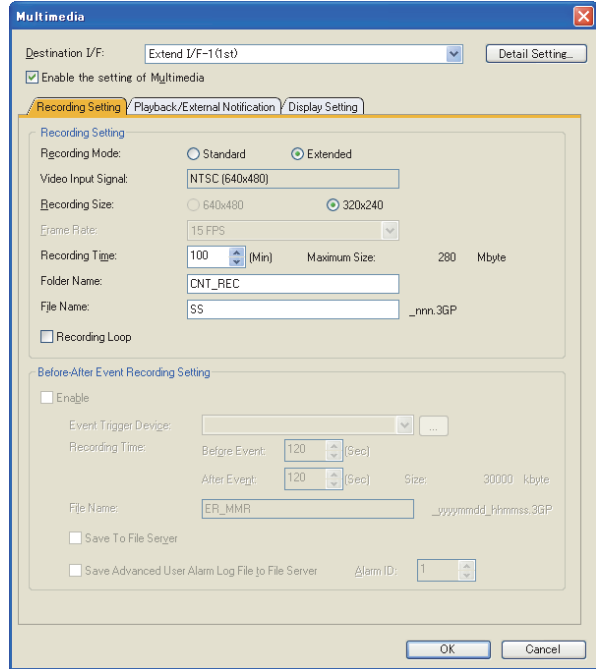 Multimedia
Destination I/F: Extend I/F-1(1st) Detail Setting...
Enable the setting of Multimedia
Recording Setting Playback/External Notification Display Setting
Recording Setting
Recording Mode: Standard Extended
Video Input Signal: NTSC (640x480)
Recording Size: 640x480 320x240
Frame Rate: 15 FPS
Recording Time: 100 (Min) Maximum Size: 280 Mbyte
Folder Name: CNT_REC
File Name: SS _nnn.3GP
Recording Loop
Before-After Event Recording Setting
Enable
Event Trigger Device: ...
Recording Time: Before Event: 120 (Sec)
After Event: 120 (Sec) Size: 30000 kbyte
File Name: ER_MMR _yyyymmdd_hhmmss.3GP
Save To File Server
Save Advanced User Alarm Log File to File Server Alarm ID: 1
OK Cancel